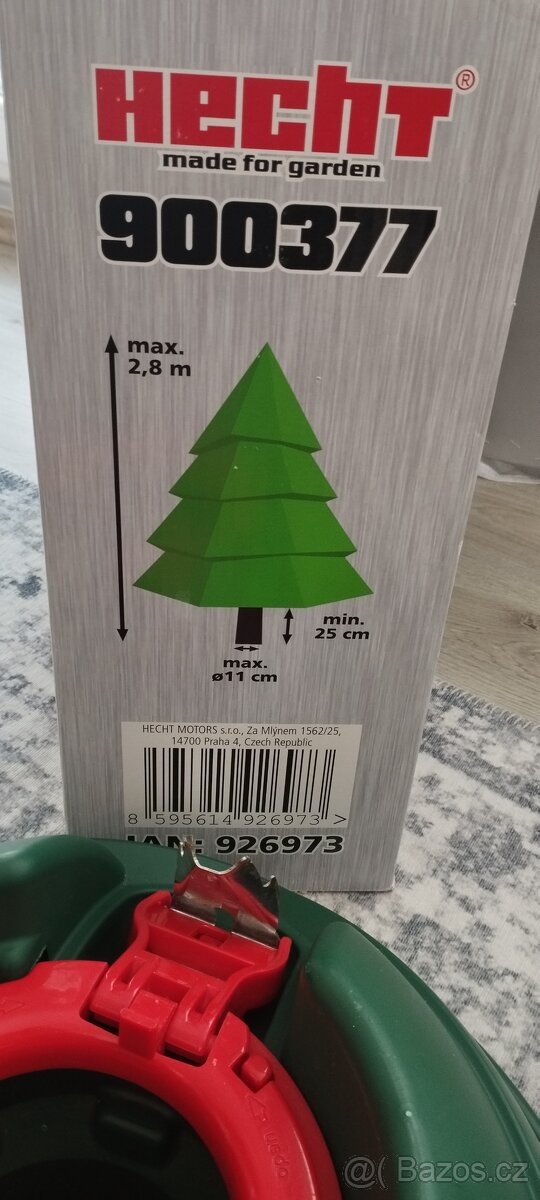 Hecht®
made for garden
900377
max.
2,8 m
min.
25 cm
max.
ø11 cm
HECHT MOTORS s.r.o., Za Mlýnem 1562/25,
14700 Praha 4, Czech Republic
8 595614 926973 >
IAN: 926973
open
Bazos.cz